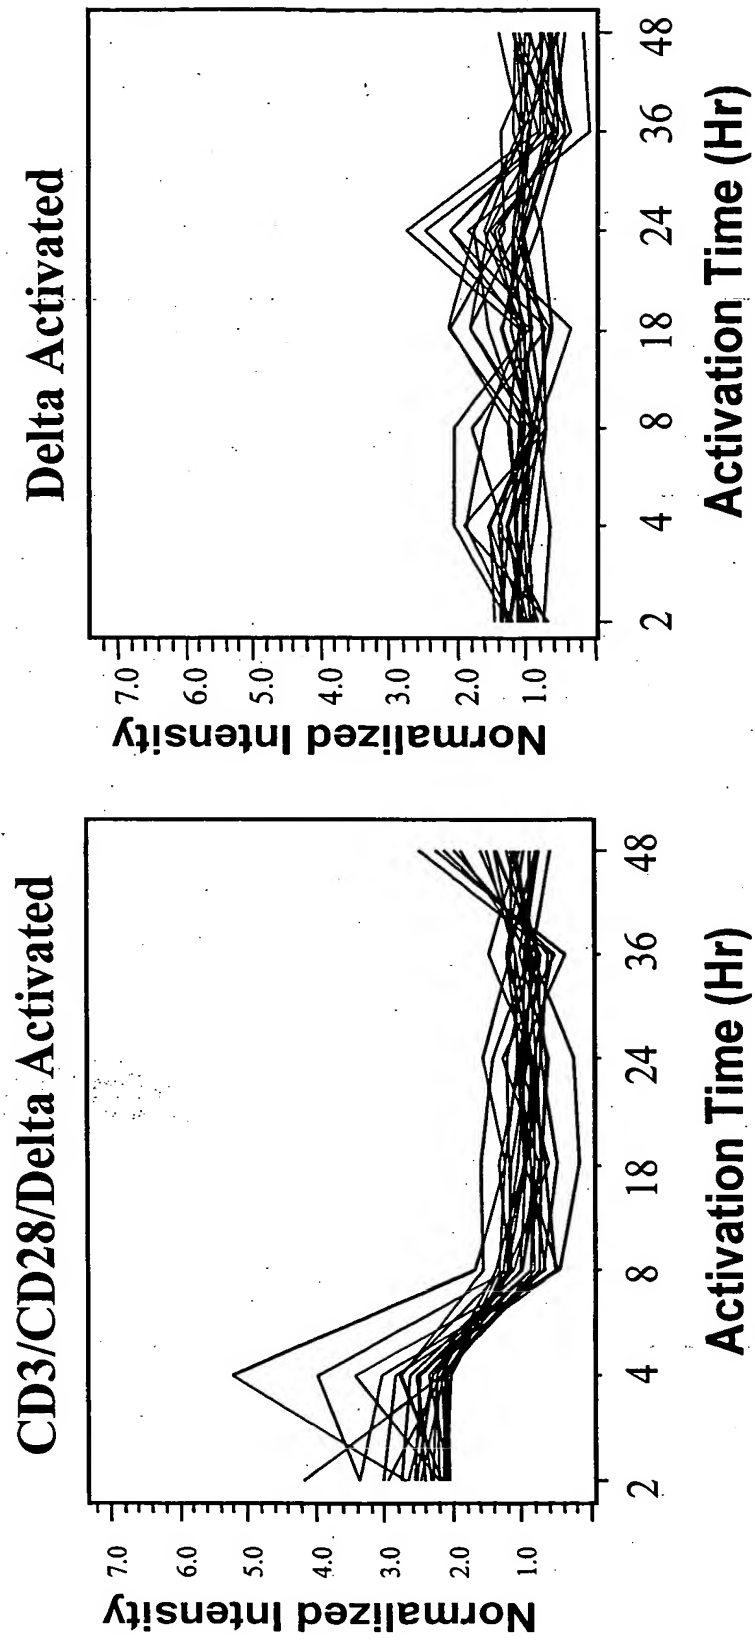 CD3/CD28/Delta Activated
Normalized Intensity
7.0
6.0
5.0
4.0
3.0
2.0
1.0
2 4 8 18 24 36 48
Activation Time (Hr)
Delta Activated
Normalized Intensity
7.0
6.0
5.0
4.0
3.0
2.0
1.0
2 4 8 18 24 36 48
Activation Time (Hr)